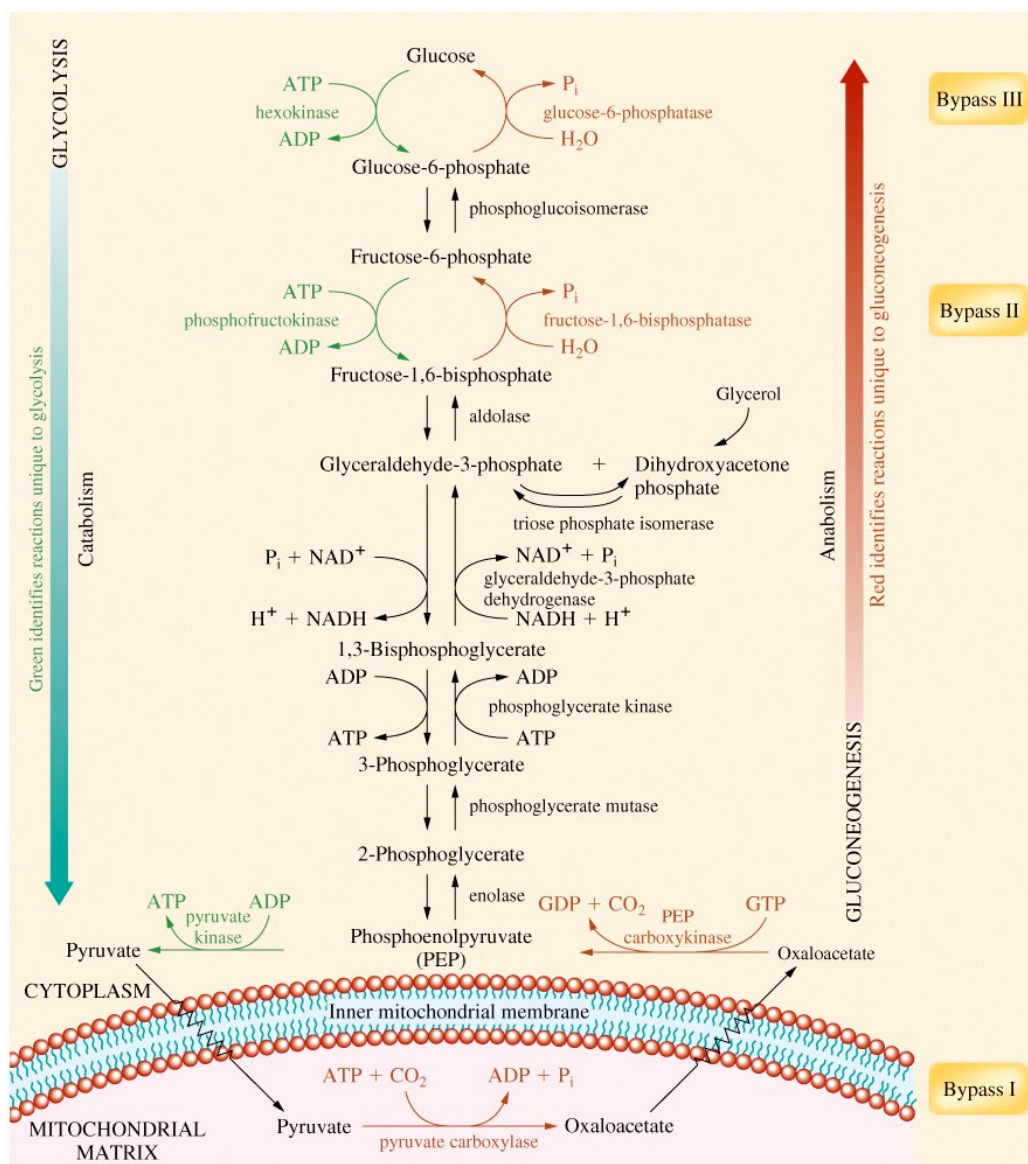 GLYCOLYSIS
Green identifies reactions unique to glycolysis
Catabolism
Glucose
ATP
hexokinase
ADP
Pi
glucose-6-phosphatase
H2O
Glucose-6-phosphate
phosphoglucoisomerase
Fructose-6-phosphate
ATP
phosphofructokinase
ADP
Pi
fructose-1,6-bisphosphatase
H2O
Fructose-1,6-bisphosphate
aldolase
Glycerol
Glyceraldehyde-3-phosphate + Dihydroxyacetone
phosphate
triose phosphate isomerase
Pi + NAD+
H+ + NADH
NAD+ + Pi
glyceraldehyde-3-phosphate
dehydrogenase
NADH + H+
1,3-Bisphosphoglycerate
ADP
ATP
ADP
phosphoglycerate kinase
ATP
3-Phosphoglycerate
phosphoglycerate mutase
2-Phosphoglycerate
enolase
ATP
ADP
pyruvate
kinase
Pyruvate
Phosphoenolpyruvate
(PEP)
GDP + CO2
GTP
PEP
carboxykinase
Oxaloacetate
CYTOPLASM
Inner mitochondrial membrane
ATP + CO2
ADP + Pi
Pyruvate
pyruvate carboxylase
Oxaloacetate
MITOCHONDRIAL
MATRIX
Anabolism
Red identifies reactions unique to gluconeogenesis
GLUCONEOGENESIS
Bypass III
Bypass II
Bypass I